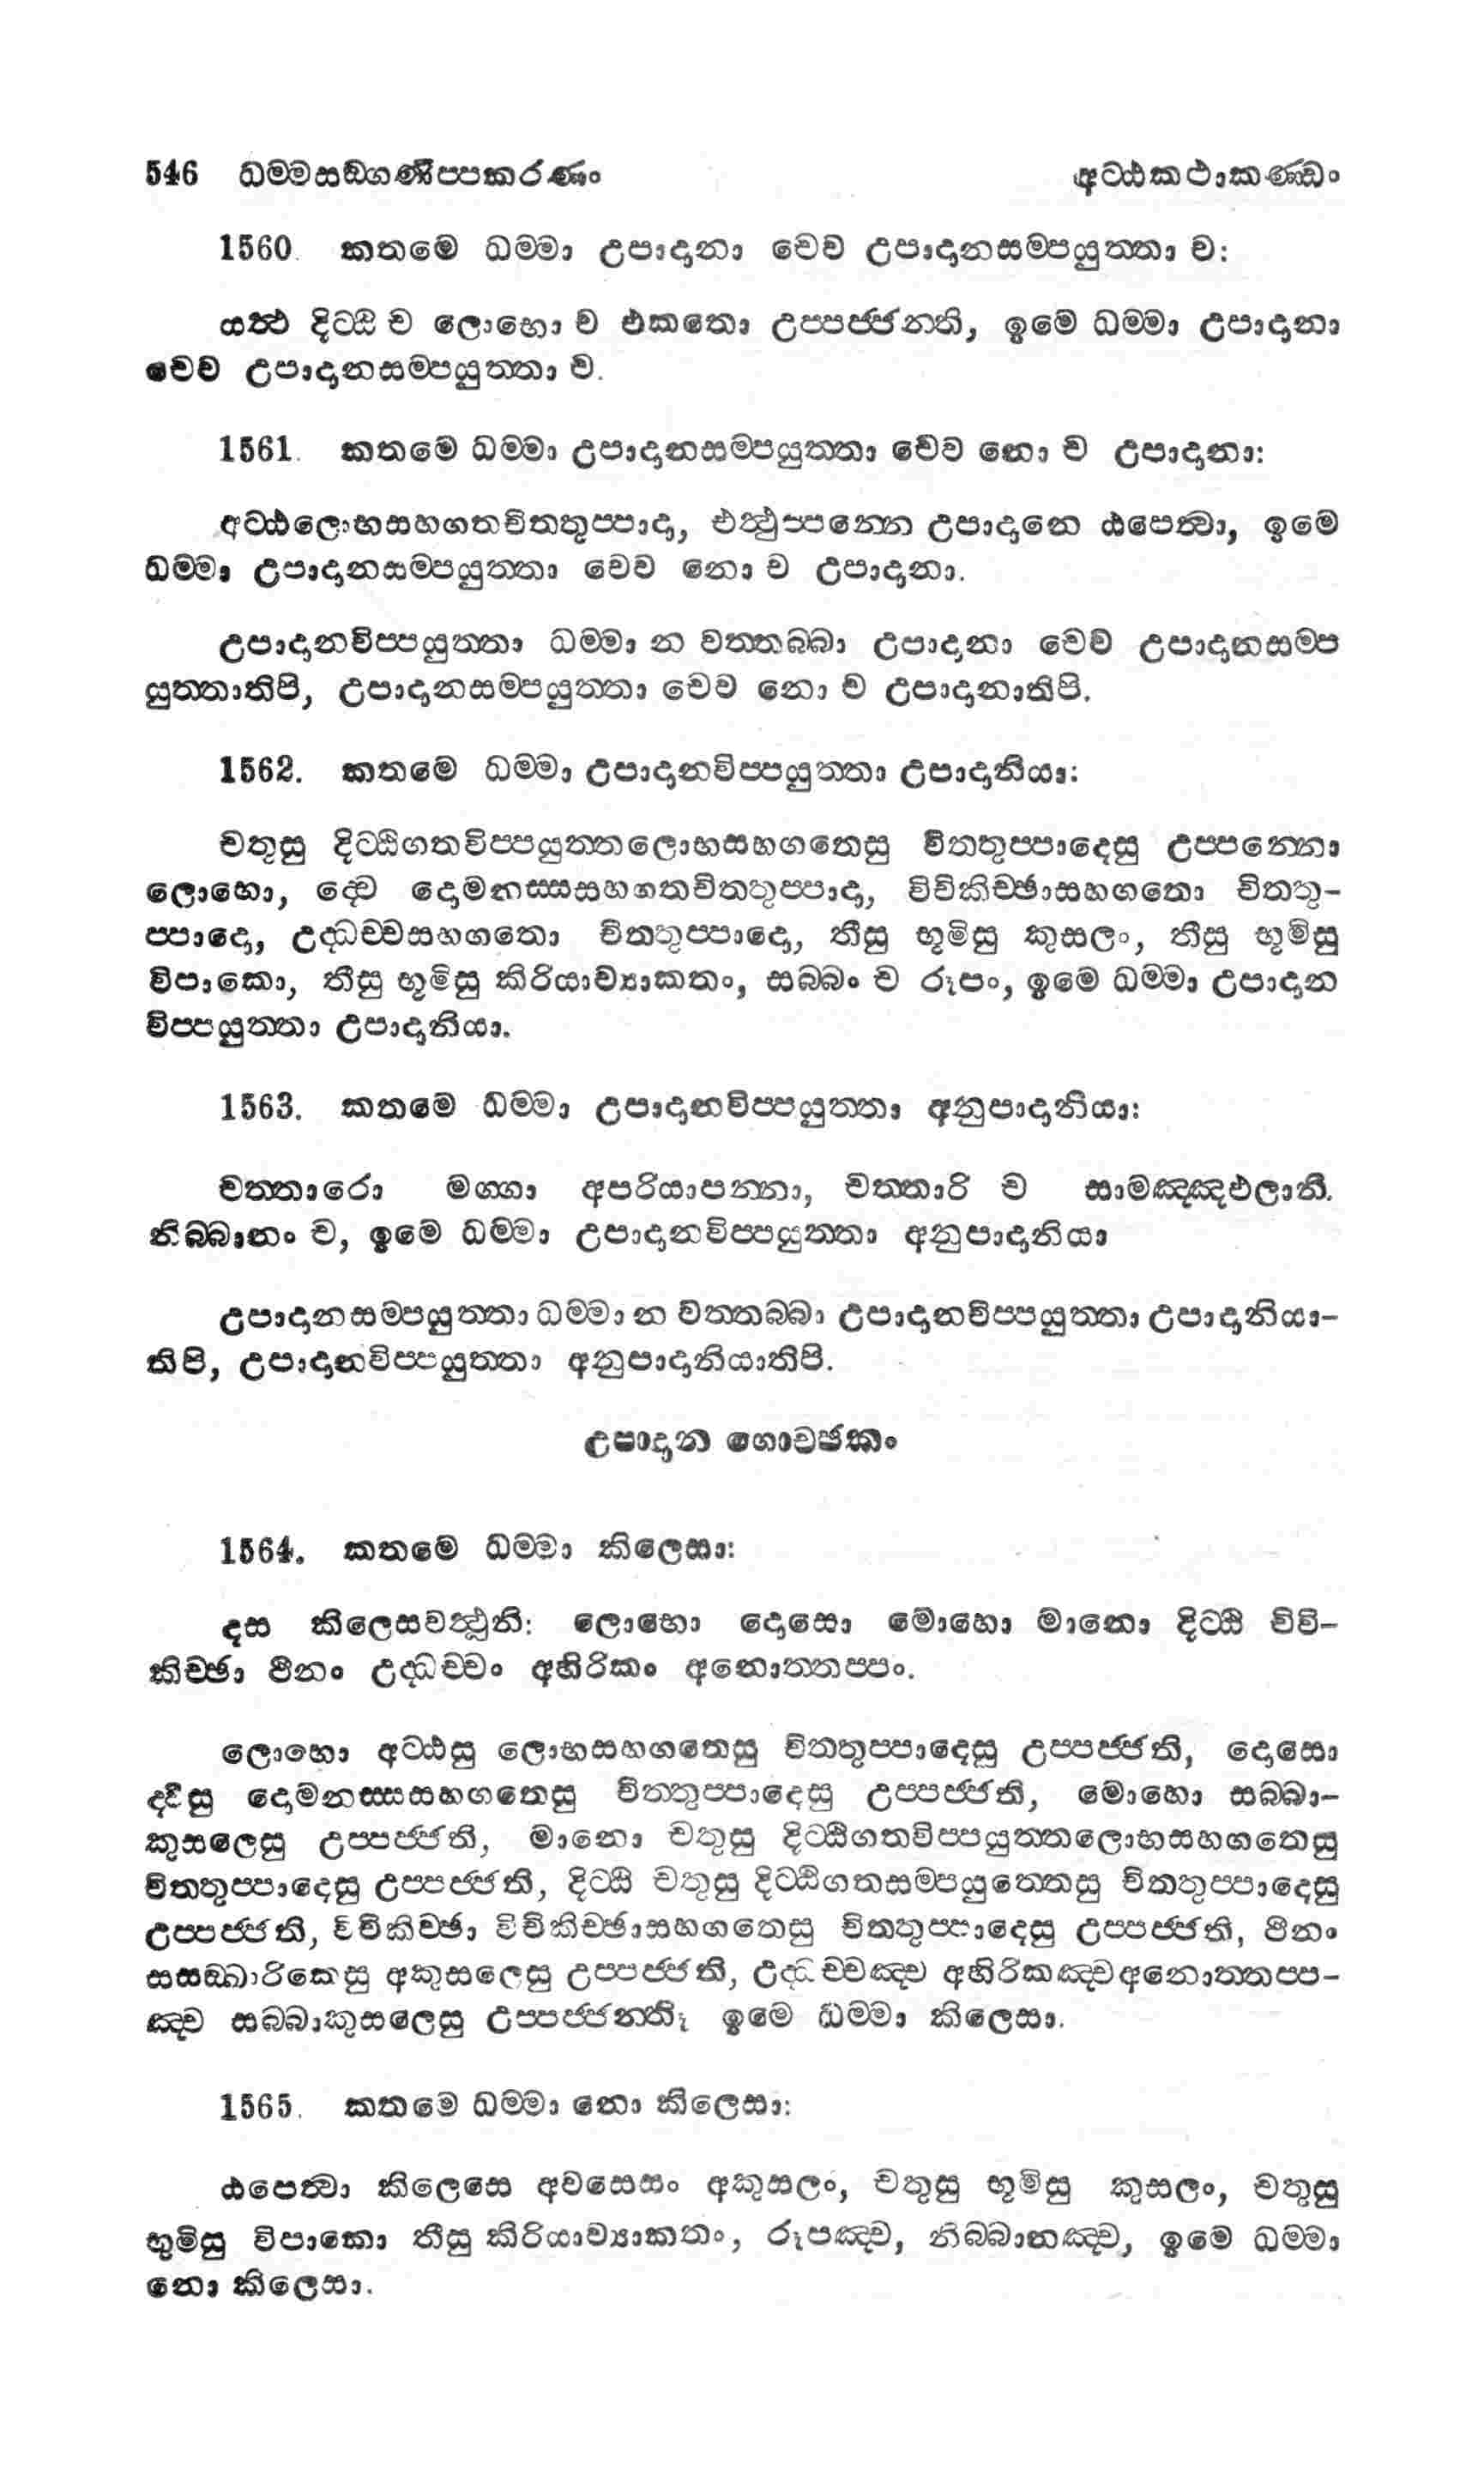 546 ධම්මසඞ්ගණිප්පකරණං අට්ඨකථාකණ්ඩං
1560. කතමෙ ධම්මා උපාදානා චෙව උපාදානසම්පයුත්තා ච:
යත්ථ දිට්ඨි ච ලොභො ච එකතො උප්පජ්ජන්ති, ඉමෙ ධම්මා උපාදානා
චෙව උපාදානසම්පයුත්තා ච.
1561. කතමෙ ධම්මා උපාදානසම්පයුත්තා චෙව නො ච උපාදානා:
අට්ඨලොභසහගතචිත්තුප්පාදා, එත්ථුප්පන්නෙ උපාදානෙ ඨපෙත්වා, ඉමෙ
ධම්මා උපාදානසම්පයුත්තා චෙව නො ච උපාදානා.
උපාදානවිප්පයුත්තා ධම්මා න වත්තබ්බා උපාදානා චෙව උපාදානසම්ප
යුත්තාතිපි, උපාදානසම්පයුත්තා චෙව නො ච උපාදානාතිපි.
1562. කතමෙ ධම්මා උපාදානවිප්පයුත්තා උපාදානියා:
චතුසු දිට්ඨිගතවිප්පයුත්තලොභසහගතෙසු චිත්තුප්පාදෙසු උප්පන්නො
ලොභො, ද්වෙ දොමනස්සසහගතචිත්තුප්පාදා, විචිකිච්ඡාසහගතො චිත්තු-
ප්පාදො, උද්ධච්චසහගතො චිත්තුප්පාදො, තීසු භූමිසු කුසලං, තීසු භූමිසු
විපාකො, තීසු භූමිසු කිරියාව්‍යාකතං, සබ්බං ච රූපං, ඉමෙ ධම්මා උපාදාන
විප්පයුත්තා උපාදානියා.
1563. කතමෙ ධම්මා උපාදානවිප්පයුත්තා අනුපාදානියා:
චත්තාරො මග්ගා අපරියාපන්නා, චත්තාරි ච සාමඤ්ඤඵලානි.
නිබ්බානං ච, ඉමෙ ධම්මා උපාදානවිප්පයුත්තා අනුපාදානියා
උපාදානසම්පයුත්තා ධම්මා න වත්තබ්බා උපාදානවිප්පයුත්තා උපාදානියා-
තිපි, උපාදානවිප්පයුත්තා අනුපාදානියාතිපි.
උපාදාන ගොච්ඡකං
1564. කතමෙ ධම්මා කිලෙසා:
දස කිලෙසවත්ථූනි: ලොභො දොසො මොහො මානො දිට්ඨි විචි-
කිච්ඡා ථීනං උද්ධච්චං අහිරිකං අනොත්තප්පං.
ලොභො අට්ඨසු ලොභසහගතෙසු චිත්තුප්පාදෙසු උප්පජ්ජති, දොසො
ද්වීසු දොමනස්සසහගතෙසු චිත්තුප්පාදෙසු උප්පජ්ජති, මොහො සබ්බා-
කුසලෙසු උප්පජ්ජති, මානො චතුසු දිට්ඨිගතවිප්පයුත්තලොභසහගතෙසු
චිත්තුප්පාදෙසු උප්පජ්ජති, දිට්ඨි චතුසු දිට්ඨිගතසම්පයුත්තෙසු චිත්තුප්පාදෙසු
උප්පජ්ජති, විචිකිච්ඡා විචිකිච්ඡාසහගතෙසු චිත්තුප්පාදෙසු උප්පජ්ජති, ථීනං
සසඞ්ඛාරිකෙසු අකුසලෙසු උප්පජ්ජති, උද්ධච්චඤ්ච අහිරිකඤ්ච අනොත්තප්ප-
ඤ්ච සබ්බාකුසලෙසු උප්පජ්ජන්ති; ඉමෙ ධම්මා කිලෙසා.
1565. කතමෙ ධම්මා නො කිලෙසා:
ඨපෙත්වා කිලෙසෙ අවසෙසං අකුසලං, චතුසු භූමිසු කුසලං, චතුසු
භූමිසු විපාකො තීසු කිරියාව්‍යාකතං, රූපඤ්ච, නිබ්බානඤ්ච, ඉමෙ ධම්මා
නො කිලෙසා.